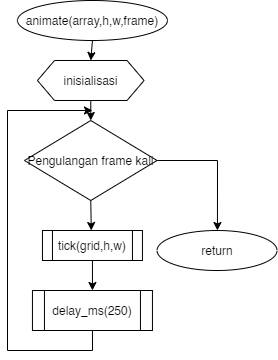 animate(array,h,w,frame)
inisialisasi
Pengulangan frame kali
tick(grid,h,w)
return
delay_ms(250)